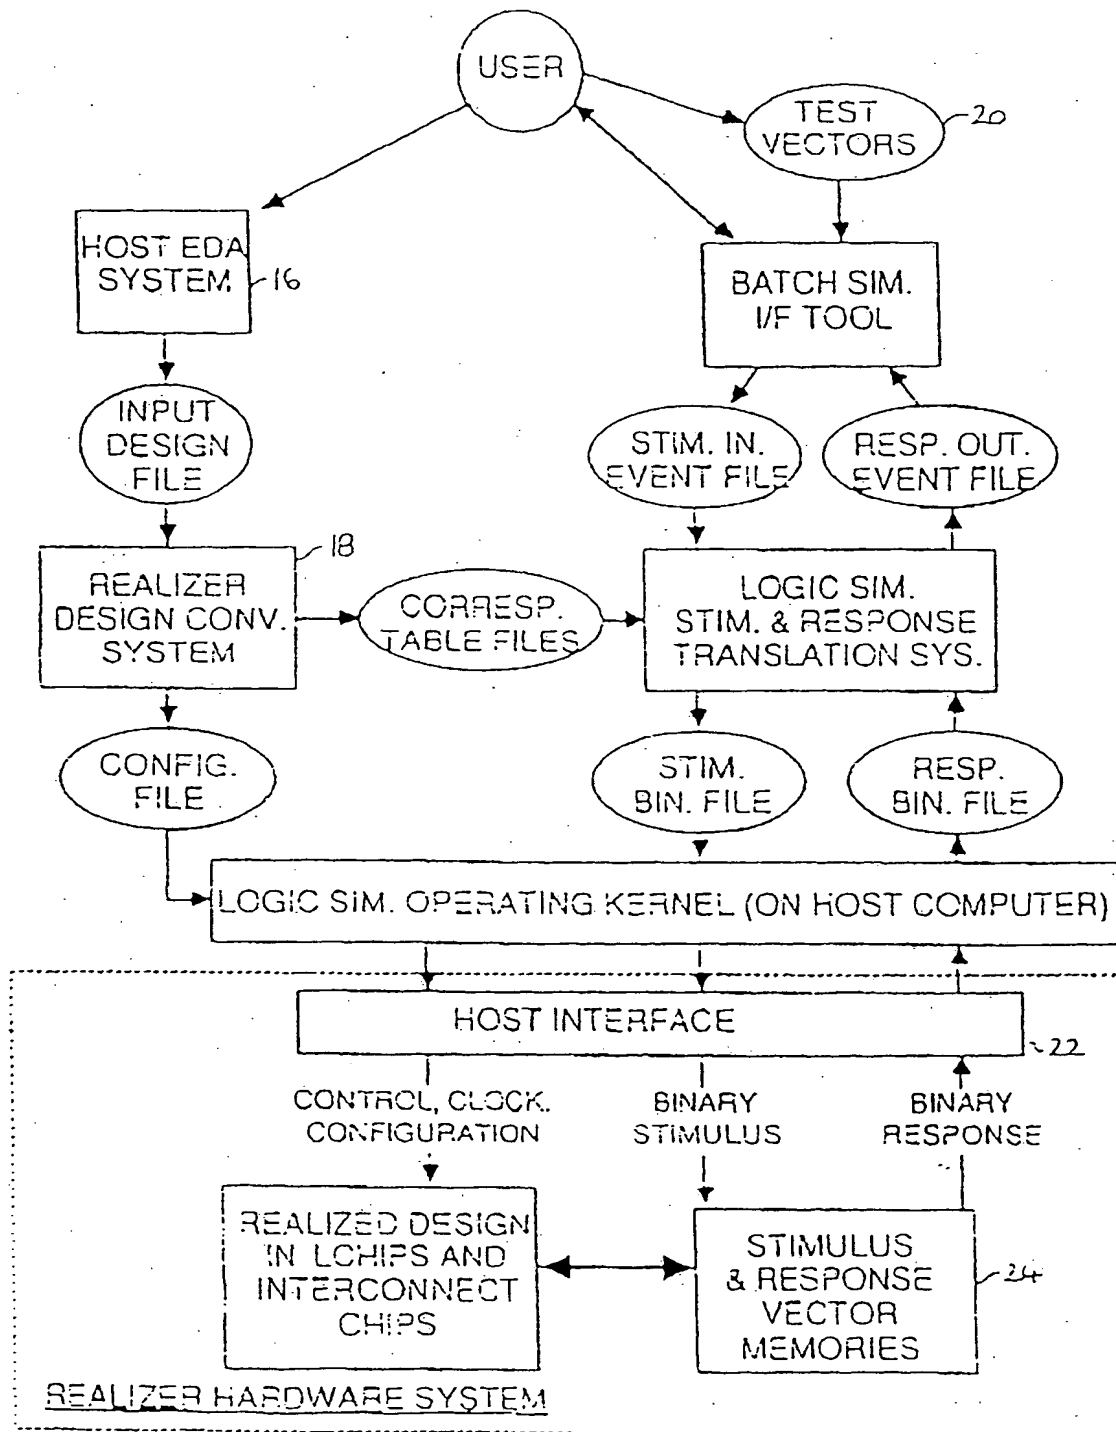 USER
TEST
VECTORS
20
HOST EDA
SYSTEM
16
BATCH SIM.
I/F TOOL
INPUT
DESIGN
FILE
STIM. IN.
EVENT FILE
RESP. OUT.
EVENT FILE
18
REALIZER
DESIGN CONV.
SYSTEM
CORRESP.
TABLE FILES
LOGIC SIM.
STIM. & RESPONSE
TRANSLATION SYS.
CONFIG.
FILE
STIM.
BIN. FILE
RESP.
BIN. FILE
LOGIC SIM. OPERATING KERNEL (ON HOST COMPUTER)
HOST INTERFACE
22
CONTROL, CLOCK.
CONFIGURATION
BINARY
STIMULUS
BINARY
RESPONSE
REALIZED DESIGN
IN LCHIPS AND
INTERCONNECT
CHIPS
STIMULUS
& RESPONSE
VECTOR
MEMORIES
24
REALIZER HARDWARE SYSTEM